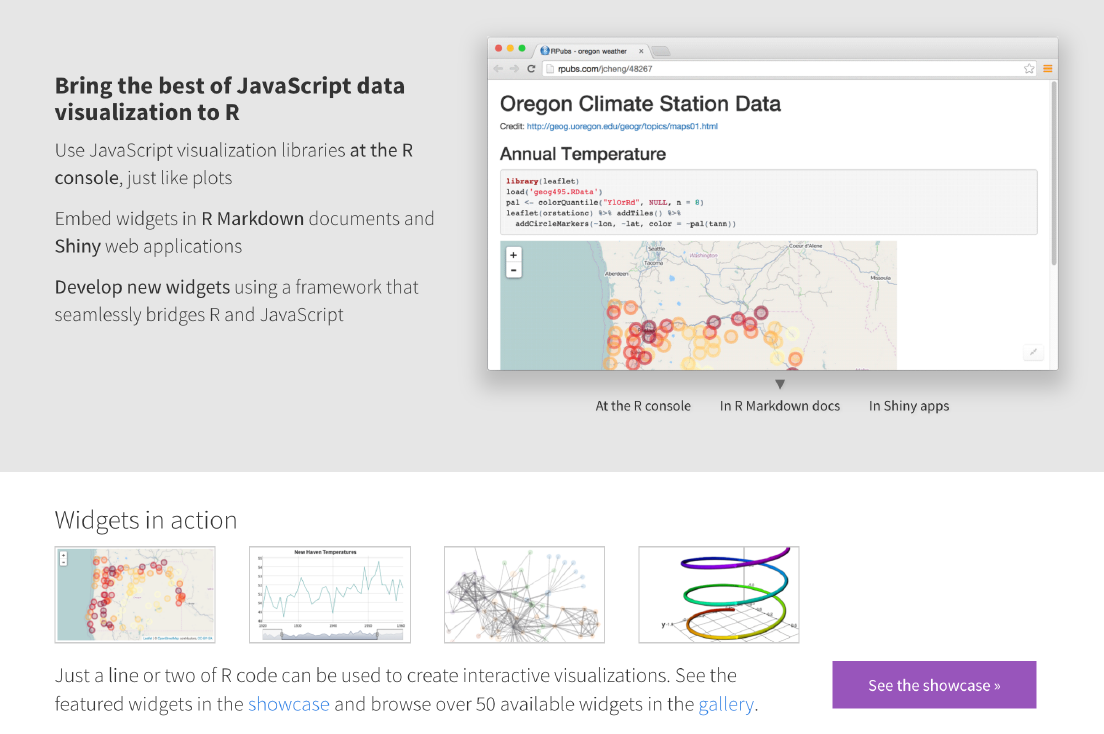 Bring the best of JavaScript data
visualization to R
Use JavaScript visualization libraries at the R
console, just like plots
Embed widgets in R Markdown documents and
Shiny web applications
Develop new widgets using a framework that
seamlessly bridges R and JavaScript
RPubs - oregon weather
rpubs.com/jcheng/48267
Oregon Climate Station Data
Credit: http://geog.uoregon.edu/geogr/topics/maps01.html
Annual Temperature
library(leaflet)
load('geog495.RData')
pal <- colorQuantile("YlOrRd", NULL, n = 8)
leaflet(orstationc) %>% addTiles() %>%
addCircleMarkers(~lon, ~lat, color = ~pal(tann))
+
-
Seattle
Tacoma
Washington
Coeur d'Alene
Aberdeen
Missoula
At the R console
In R Markdown docs
In Shiny apps
Widgets in action
New Haven Temperatures
Just a line or two of R code can be used to create interactive visualizations. See the
featured widgets in the showcase and browse over 50 available widgets in the gallery.
See the showcase »